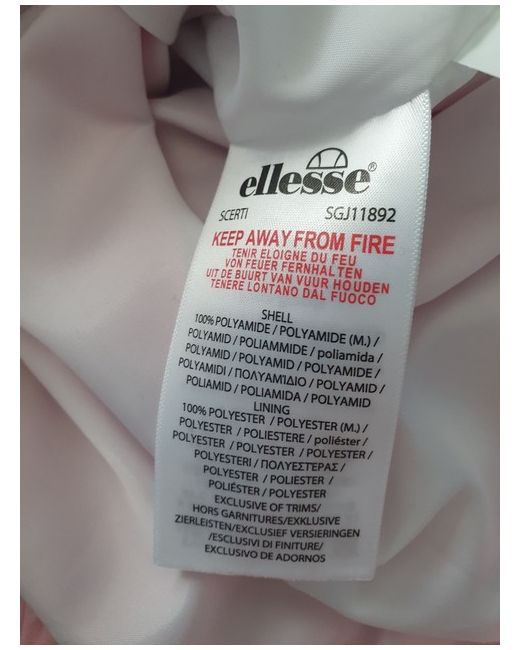 ellesse®
SCERTI SGJ11892
KEEP AWAY FROM FIRE
TENIR ELOIGNE DU FEU
VON FEUER FERNHALTEN
UIT DE BUURT VAN VUUR HOUDEN
TENERE LONTANO DAL FUOCO
SHELL
100% POLYAMIDE / POLYAMIDE (M.) /
POLYAMID / POLIAMMIDE / poliamida /
POLYAMID / POLYAMID / POLYAMIDE /
POLYAMIDI / ΠΟΛΥΑΜΙΔΙΟ / POLYAMID /
POLIAMID / POLIAMIDA / POLYAMID
LINING
100% POLYESTER / POLYESTER (M.) /
POLYESTER / POLIESTERE / poliéster /
POLYESTER / POLYESTER / POLYESTER /
POLYESTERI / ΠΟΛΥΕΣΤΕΡΑΣ /
POLYESTER / POLIESTER /
POLIÉSTER / POLYESTER
EXCLUSIVE OF TRIMS/
HORS GARNITURES/EXKLUSIVE
ZIERLEISTEN/EXCLUSIEF VERSIERINGEN
/ESCLUSIVI DI FINITURE/
EXCLUSIVO DE ADORNOS